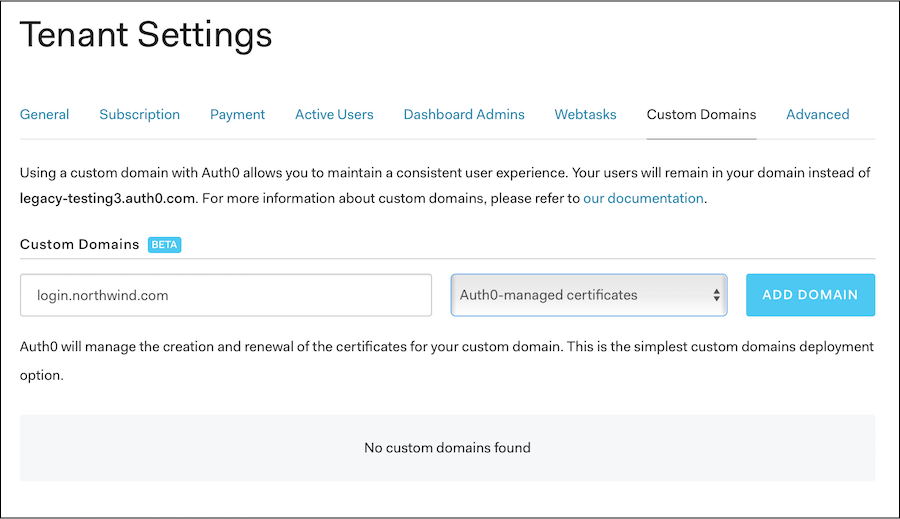 Tenant Settings
General Subscription Payment Active Users Dashboard Admins Webtasks Custom Domains Advanced
Using a custom domain with Auth0 allows you to maintain a consistent user experience. Your users will remain in your domain instead of
legacy-testing3.auth0.com. For more information about custom domains, please refer to our documentation.
Custom Domains BETA
login.northwind.com Auth0-managed certificates ADD DOMAIN
Auth0 will manage the creation and renewal of the certificates for your custom domain. This is the simplest custom domains deployment
option.
No custom domains found